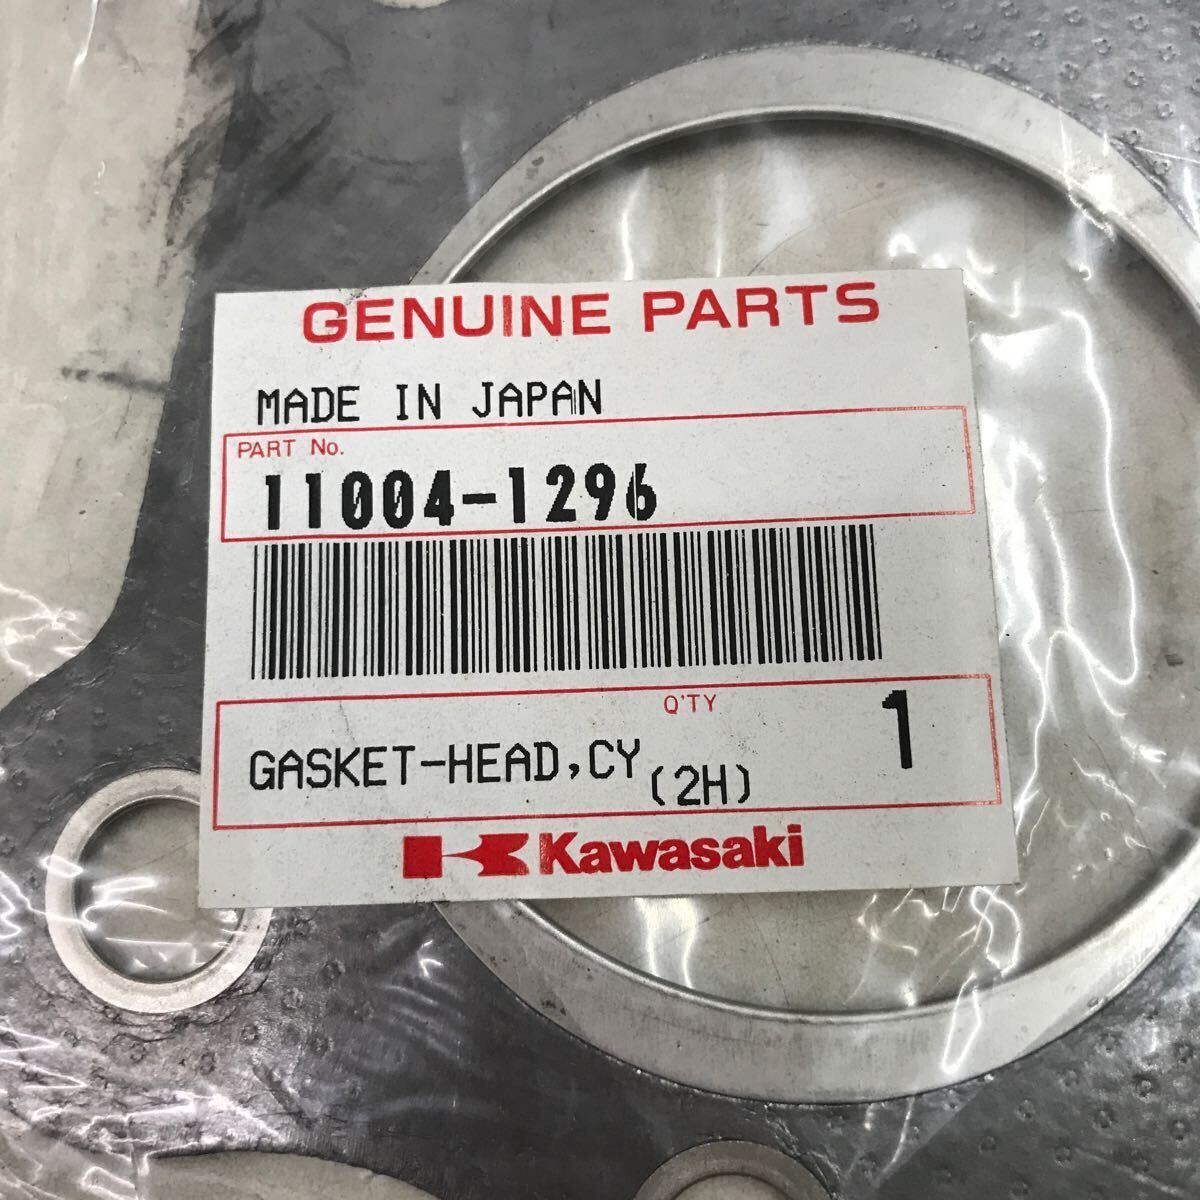 GENUINE PARTS
MADE IN JAPAN
PART No.
11004-1296
Q'TY
GASKET-HEAD,CY (2H) 1
Kawasaki